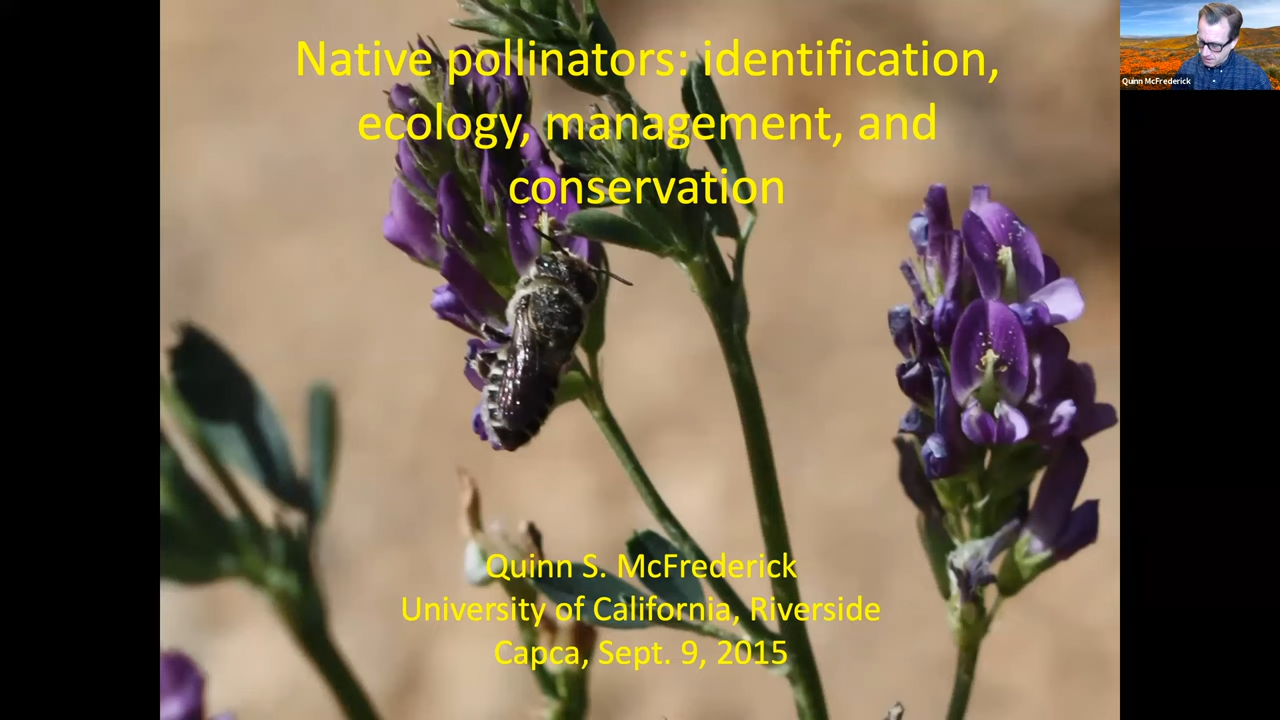 Native pollinators: identification,
ecology, management, and
conservation
Quinn McFrederick
Quinn S. McFrederick
University of California, Riverside
Capca, Sept. 9, 2015